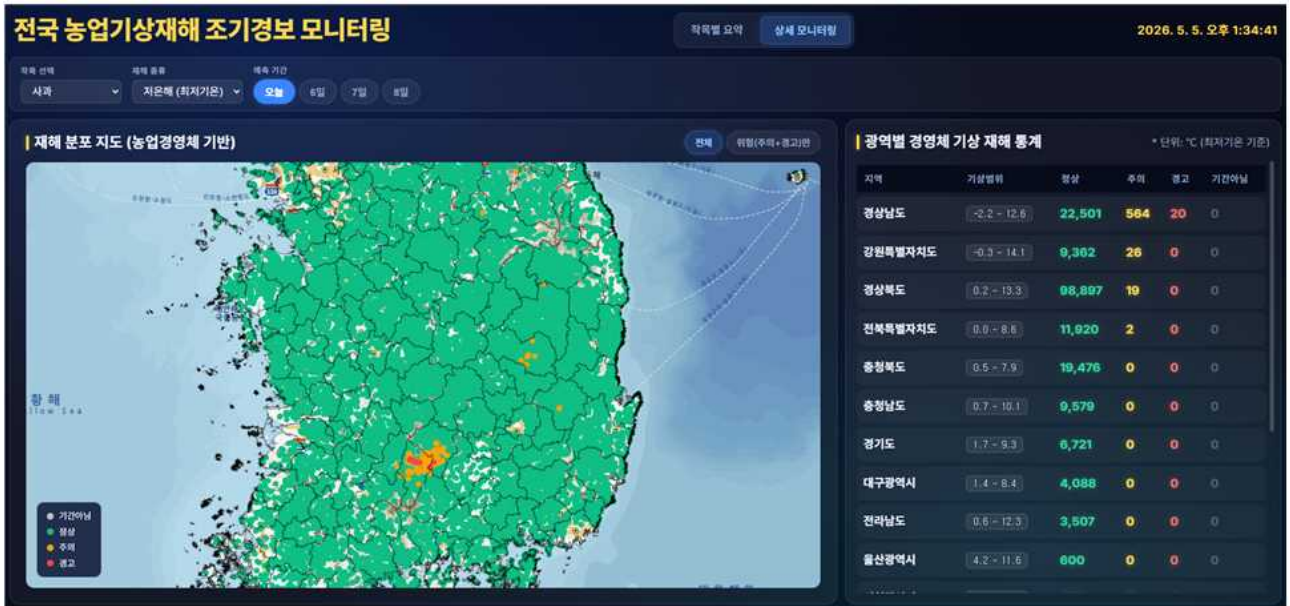 전국 농업기상재해 조기경보 모니터링
작목별 요약
상세 모니터링
2026. 5. 5. 오후 1:34:41
작목 선택
재해 종류
예측 기간
사과
저온해 (최저기온)
오늘
6일
7일
8일
재해 분포 지도 (농업경영체 기반)
전체
위험(주의+경고)만
황 해
llow Sea
기간아님
정상
주의
경고
광역별 경영체 기상 재해 통계
* 단위: °C (최저기온 기준)
지역 기상범위 정상 주의 경고 기간아님
경상남도 -2.2 ~ 12.6 22,501 564 20 0
강원특별자치도 -0.3 ~ 14.1 9,362 26 0 0
경상북도 0.2 ~ 13.3 98,897 19 0 0
전북특별자치도 0.0 ~ 8.6 11,920 2 0 0
충청북도 0.5 ~ 7.9 19,476 0 0 0
충청남도 0.7 ~ 10.1 9,579 0 0 0
경기도 1.7 ~ 9.3 6,721 0 0 0
대구광역시 1.4 ~ 8.4 4,088 0 0 0
전라남도 0.6 ~ 12.3 3,507 0 0 0
울산광역시 4.2 ~ 11.6 600 0 0 0